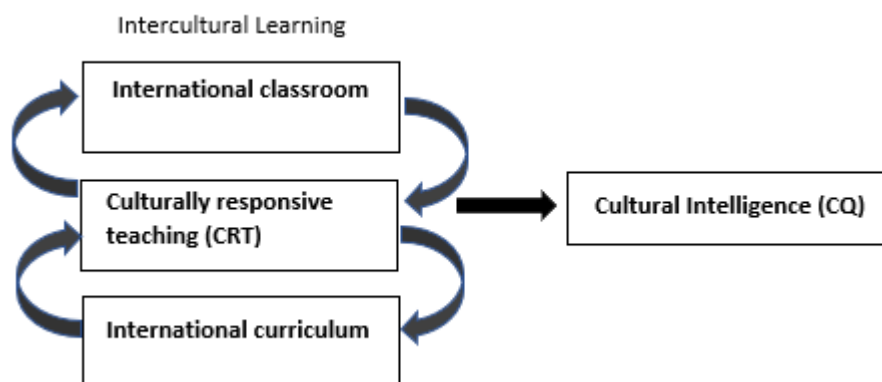 Intercultural Learning
International classroom
Culturally responsive
teaching (CRT)
International curriculum
Cultural Intelligence (CQ)